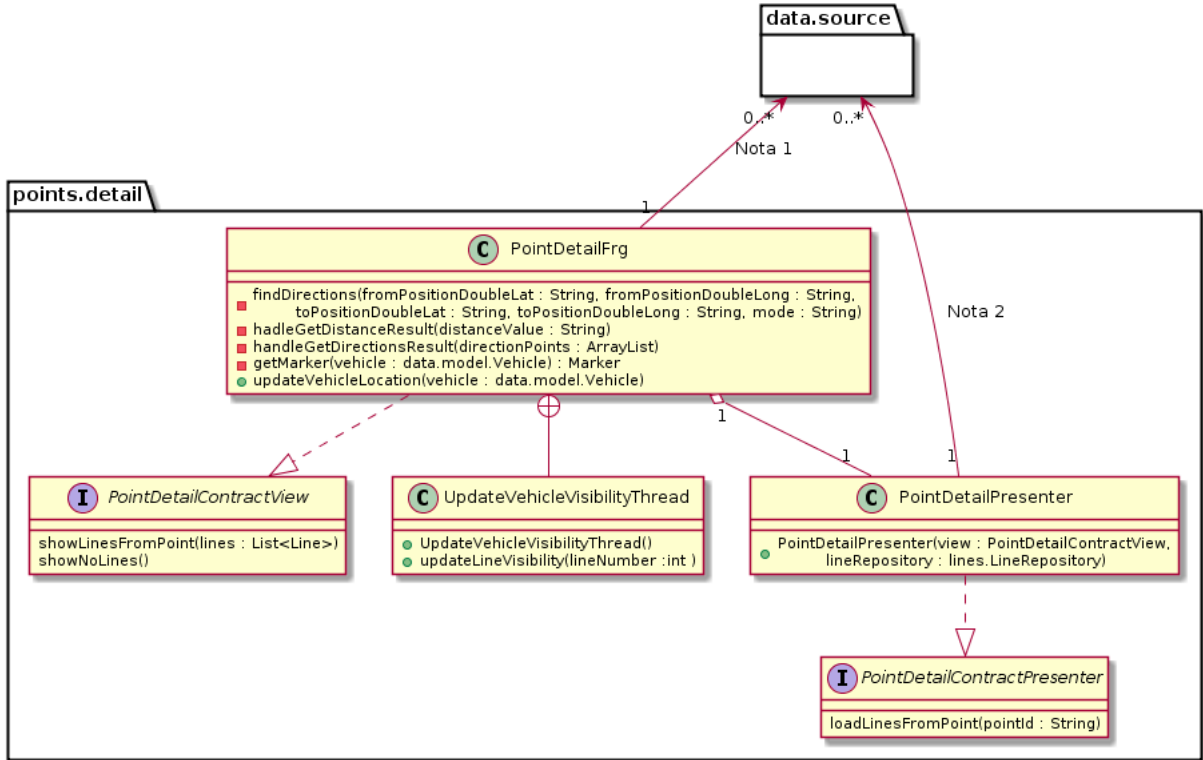 data.source
0..*
0..*
Nota 1
points.detail
1
C PointDetailFrg
findDirections(fromPositionDoubleLat : String, fromPositionDoubleLong : String,
toPositionDoubleLat : String, toPositionDoubleLong : String, mode : String)
hadleGetDistanceResult(distanceValue : String)
handleGetDirectionsResult(directionPoints : ArrayList)
getMarker(vehicle : data.model.Vehicle) : Marker
updateVehicleLocation(vehicle : data.model.Vehicle)
Nota 2
1
1
1
I PointDetailContractView
showLinesFromPoint(lines : List<Line>)
showNoLines()
C UpdateVehicleVisibilityThread
UpdateVehicleVisibilityThread()
updateLineVisibility(lineNumber :int )
C PointDetailPresenter
PointDetailPresenter(view : PointDetailContractView,
lineRepository : lines.LineRepository)
I PointDetailContractPresenter
loadLinesFromPoint(pointId : String)